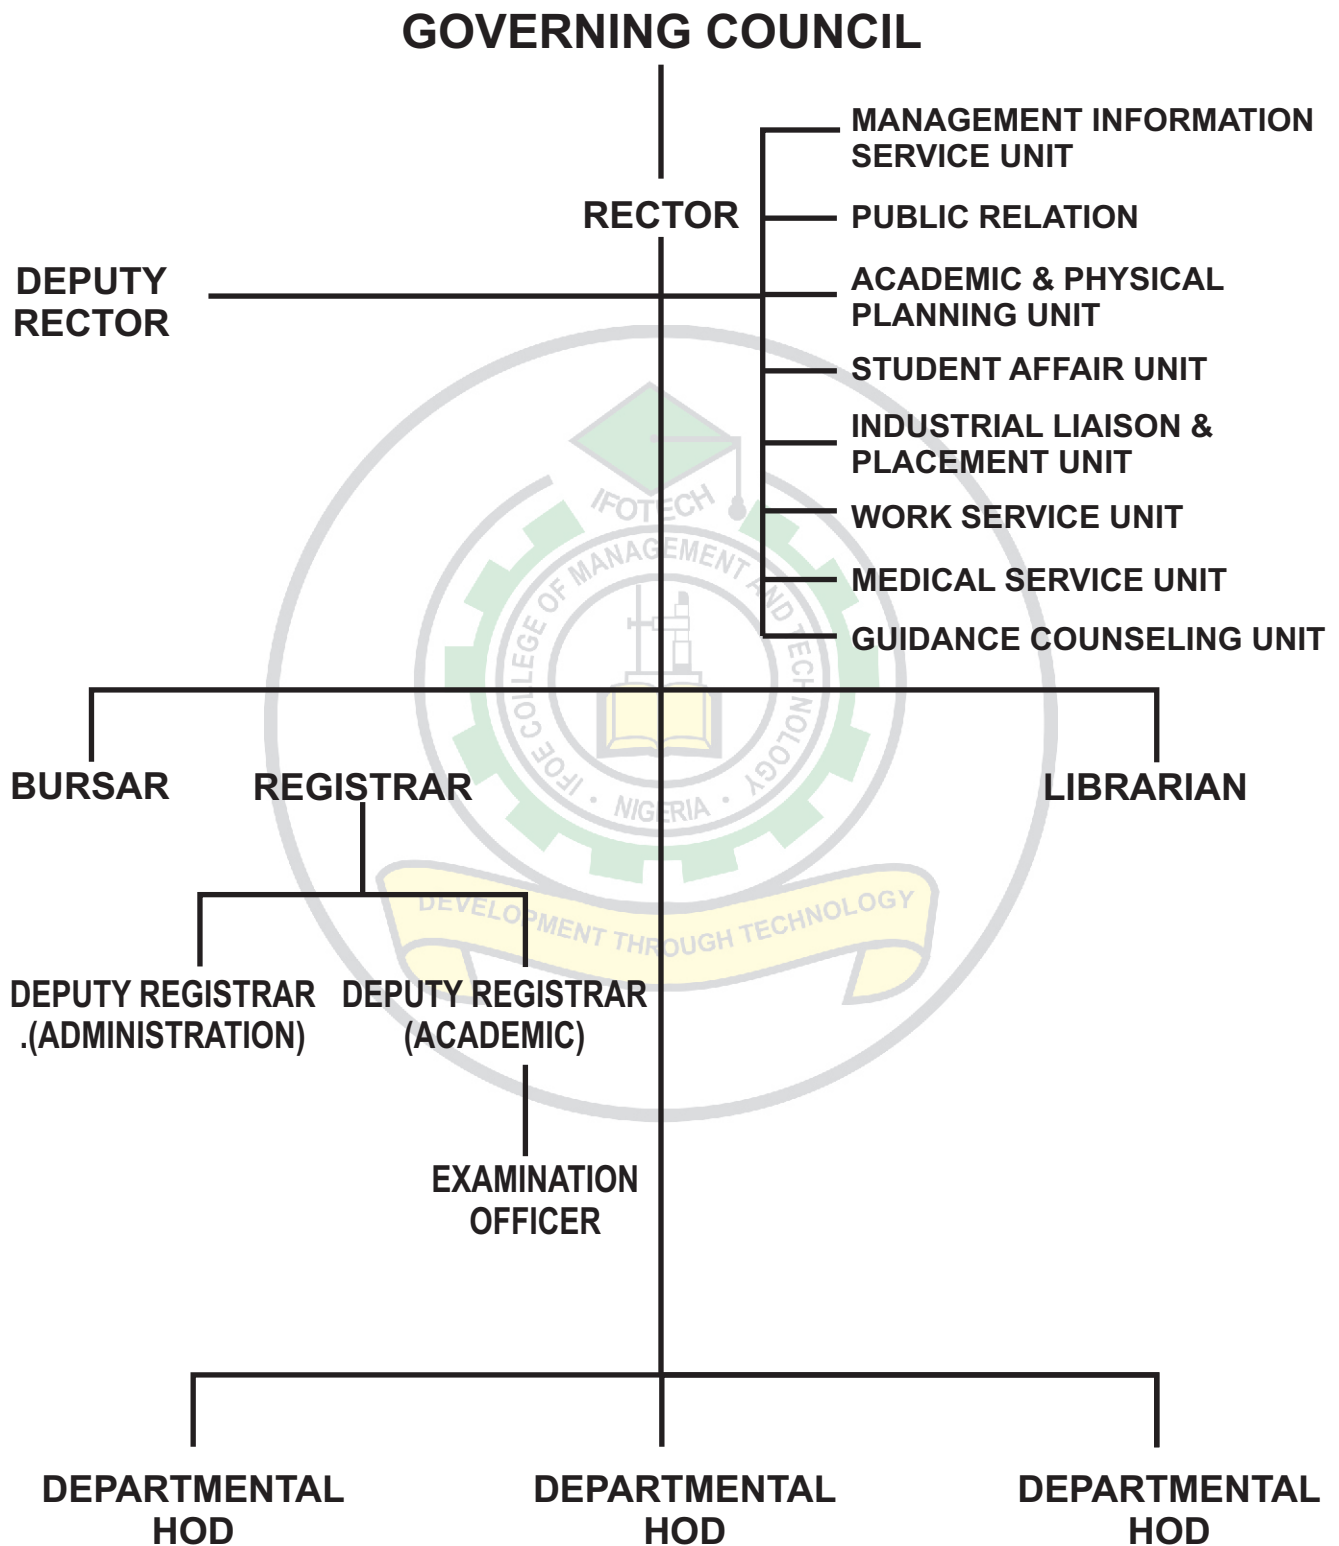 GOVERNING COUNCIL
MANAGEMENT INFORMATION
SERVICE UNIT
RECTOR
PUBLIC RELATION
DEPUTY
RECTOR
ACADEMIC & PHYSICAL
PLANNING UNIT
STUDENT AFFAIR UNIT
INDUSTRIAL LIAISON &
PLACEMENT UNIT
IFOTECH
WORK SERVICE UNIT
MEDICAL SERVICE UNIT
GUIDANCE COUNSELING UNIT
IFOE COLLEGE OF MANAGEMENT AND TECHNOLOGY
• NIGERIA •
BURSAR
REGISTRAR
LIBRARIAN
DEVELOPMENT THROUGH TECHNOLOGY
DEPUTY REGISTRAR
.(ADMINISTRATION)
DEPUTY REGISTRAR
(ACADEMIC)
EXAMINATION
OFFICER
DEPARTMENTAL
HOD
DEPARTMENTAL
HOD
DEPARTMENTAL
HOD